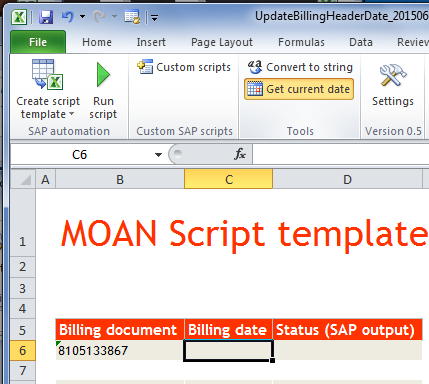 UpdateBillingHeaderDate_201506
File Home Insert Page Layout Formulas Data Review
Create script template
Run script
SAP automation
Custom scripts
Custom SAP scripts
Convert to string
Get current date
Tools
Settings
Version 0.5
C6 fx
A B C D
1 MOAN Script template
2
3
4
5 Billing document Billing date Status (SAP output)
6 8105133867
7